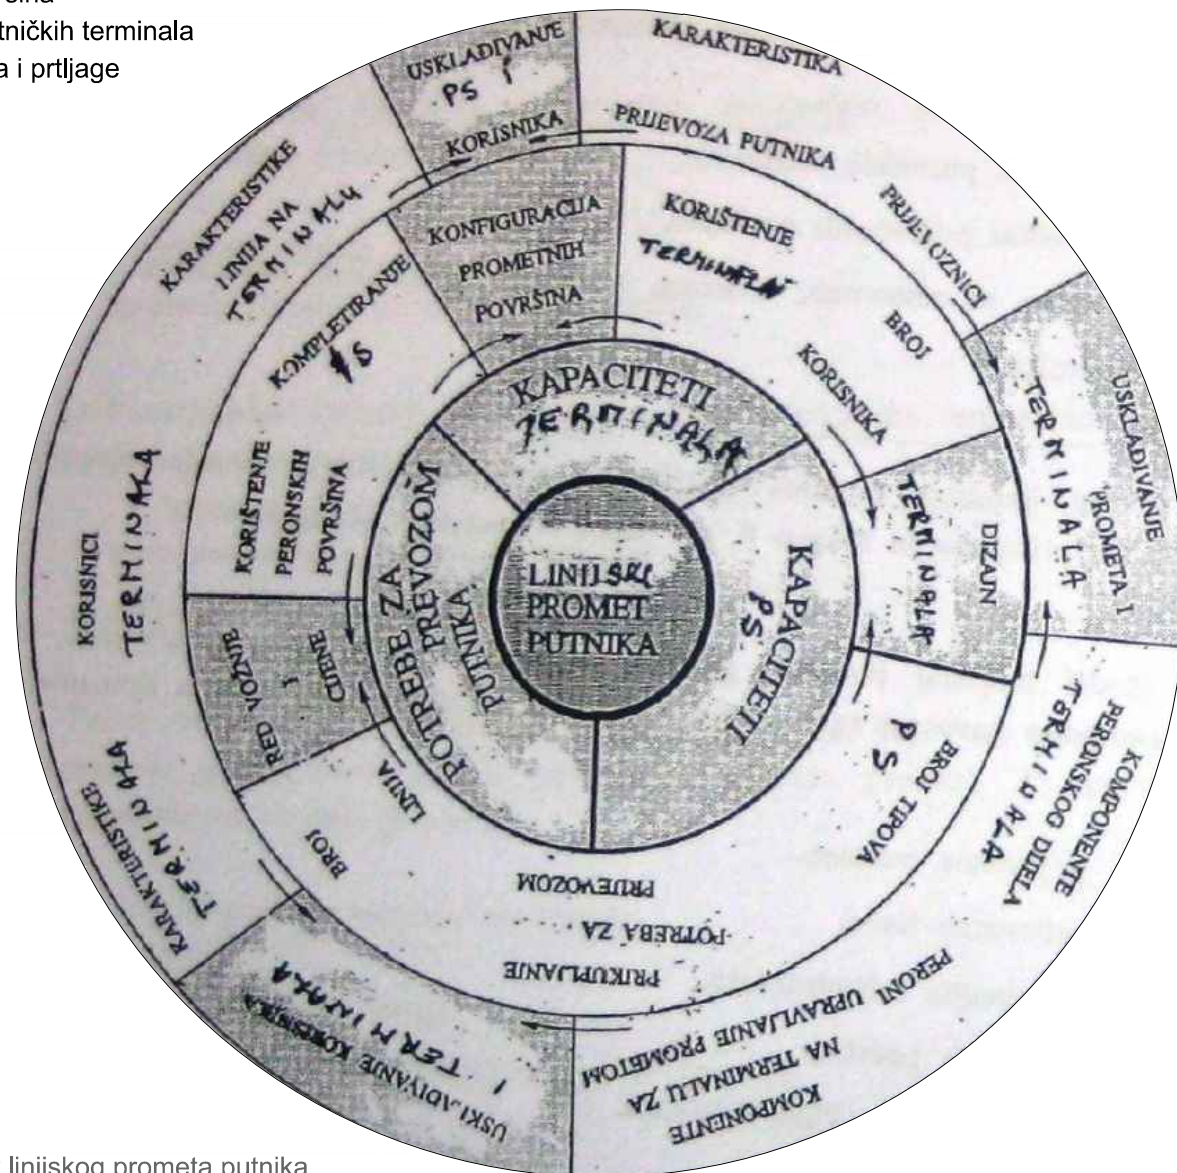 tničkih terminala
a i prtljage
USKLAĐIVANJE
PS i
KORISNIKA
KARAKTERISTIKA
PRIJEVOZA PUTNIKA
PRIJEVOZNICI
USKLAĐIVANJE
PROMETA I
TERMINALA
KOMPONENTE
PERONSKOG DIJELA
TERMINALA
KOMPONENTE
NA TERMINALU ZA
PERONI UPRAVLJANJE PROMETOM
USKLAĐIVANJE KORISNIKA
I TERMINALA
KARAKTERISTIKE
TERMINALA
KORISNICI
TERMINALA
KARAKTERISTIKE
LINIJA NA
TERMINALU
KONFIGURACIJA
PROMETNIH
POVRŠINA
KORIŠTENJE
TERMINALA
BROJ
KORISNIKA
DIZAJN
TERMINALA
BROJ TIPOVA
PS
PRIKUPLJANJE
POTREBA ZA
PRIJEVOZOM
BROJ
LINIJA
RED VOŽNJE
I
CIJENE
KORIŠTENJE
PERONSKIH
POVRŠINA
KOMPLETIRANJE
PS
KAPACITETI
TERMINALA
KAPACITETI
PS
POTREBE ZA
PREVOZOM
PUTNIKA
LINIJSKI
PROMET
PUTNIKA
linijskog prometa putnika